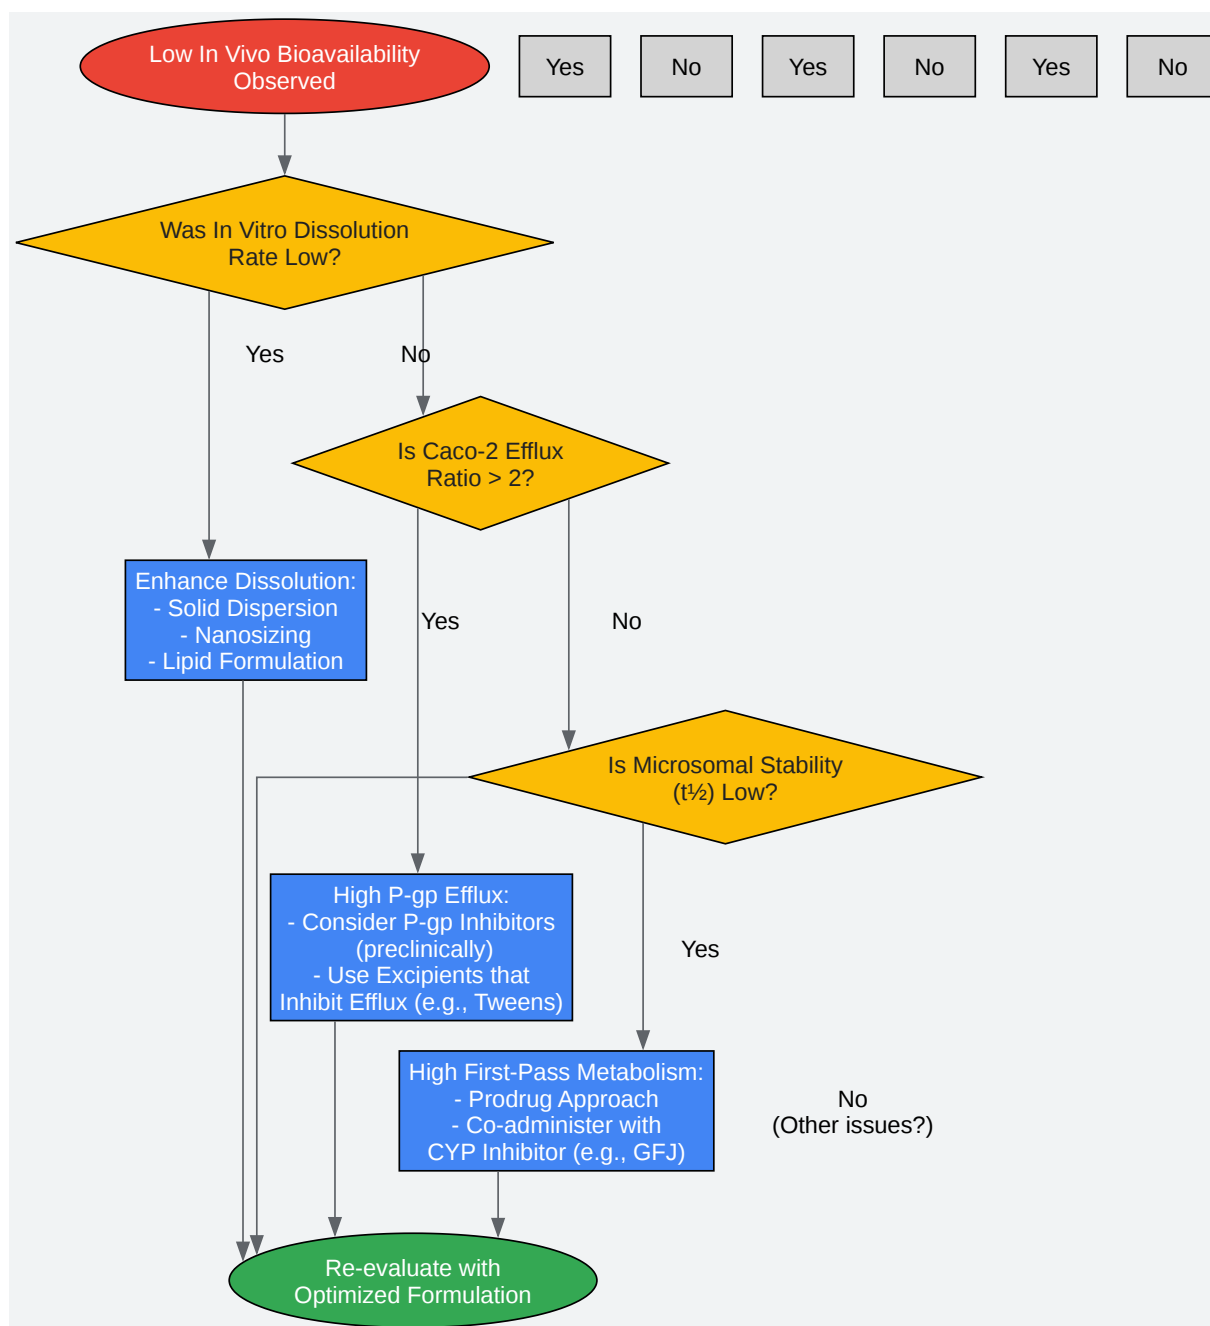 Low In Vivo Bioavailability
Observed
Yes
No
Yes
No
Yes
No
Was In Vitro Dissolution
Rate Low?
Yes
No
Is Caco-2 Efflux
Ratio > 2?
Enhance Dissolution:
- Solid Dispersion
- Nanosizing
- Lipid Formulation
Yes
No
Is Microsomal Stability
(t½) Low?
High P-gp Efflux:
- Consider P-gp Inhibitors
(preclinically)
- Use Excipients that
Inhibit Efflux (e.g., Tweens)
Yes
High First-Pass Metabolism:
- Prodrug Approach
- Co-administer with
CYP Inhibitor (e.g., GFJ)
No
(Other issues?)
Re-evaluate with
Optimized Formulation